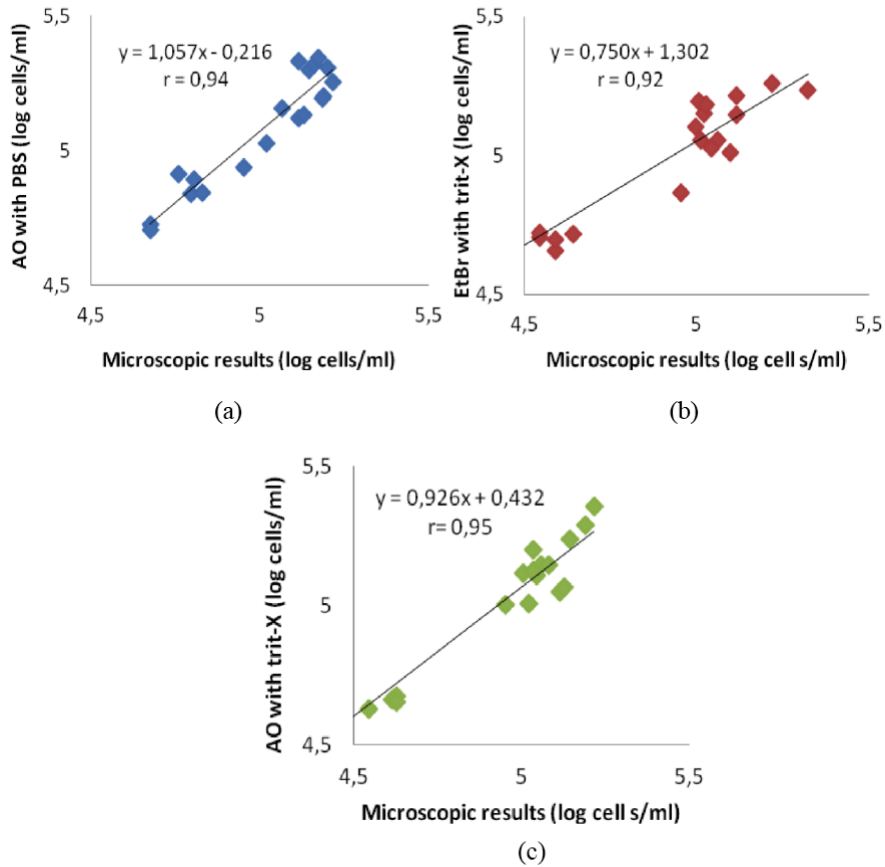 5,5
y = 1,057x - 0,216
r = 0,94
5
4,5
4,5 5 5,5
AO with PBS (log cells/ml)
Microscopic results (log cells/ml)
(a)
5,5
y = 0,750x + 1,302
r = 0,92
5
4,5
4,5 5 5,5
EtBr with trit-X (log cells/ml)
Microscopic results (log cell s/ml)
(b)
5,5
y = 0,926x + 0,432
r= 0,95
5
4,5
4,5 5 5,5
AO with trit-X (log cells/ml)
Microscopic results (log cell s/ml)
(c)